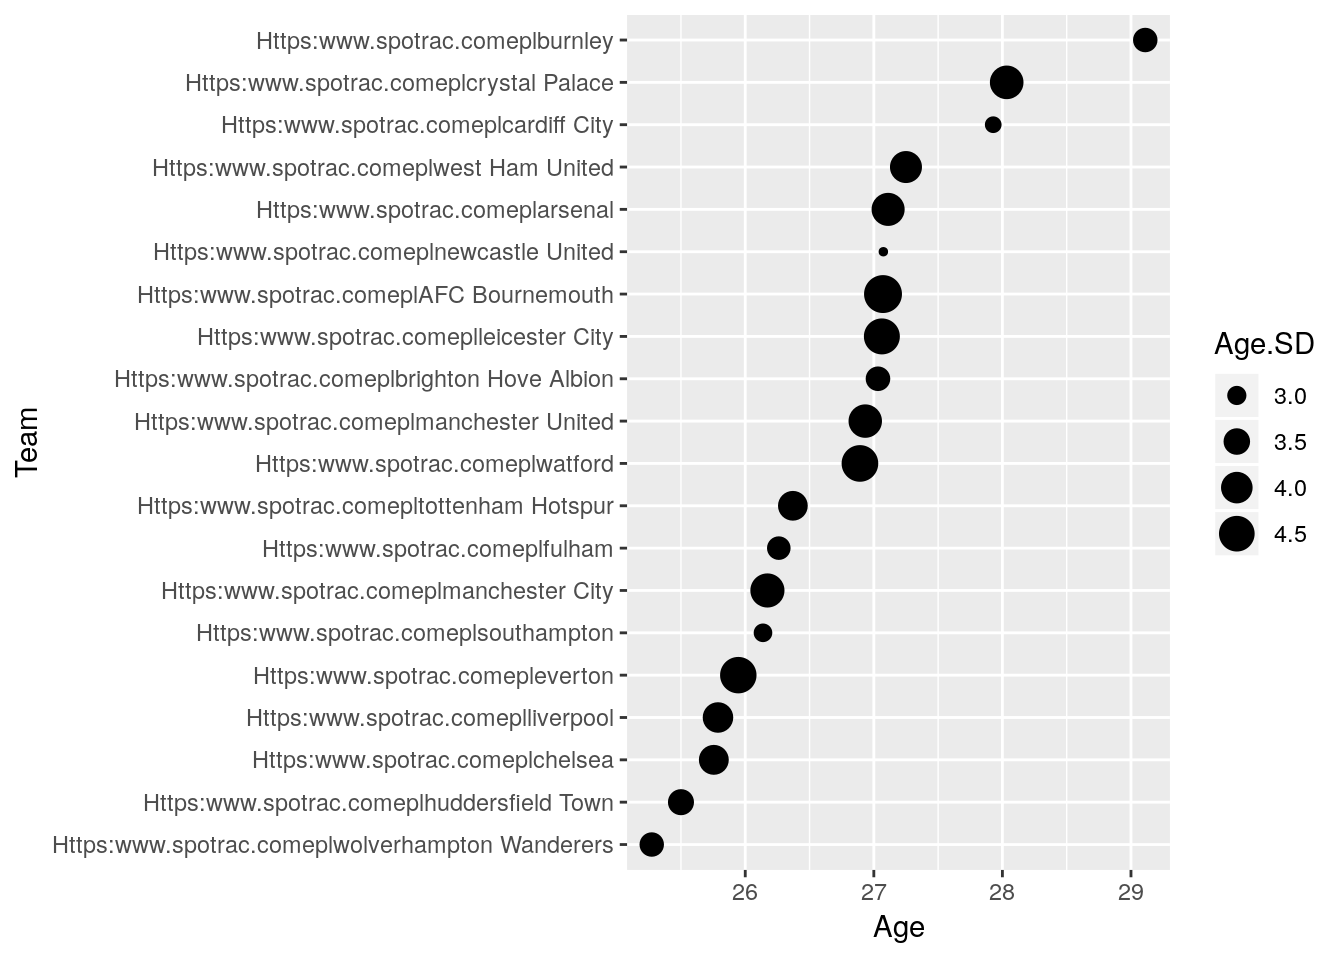 Https:www.spotrac.comeplburnley
Https:www.spotrac.comeplcrystal Palace
Https:www.spotrac.comeplcardiff City
Https:www.spotrac.comeplwest Ham United
Https:www.spotrac.comeplarsenal
Https:www.spotrac.comeplnewcastle United
Https:www.spotrac.comeplAFC Bournemouth
Https:www.spotrac.comeplleicester City
Https:www.spotrac.comeplbrighton Hove Albion
Https:www.spotrac.comeplmanchester United
Https:www.spotrac.comeplwatford
Https:www.spotrac.comepltottenham Hotspur
Https:www.spotrac.comeplfulham
Https:www.spotrac.comeplmanchester City
Https:www.spotrac.comeplsouthampton
Https:www.spotrac.comepleverton
Https:www.spotrac.comeplliverpool
Https:www.spotrac.comeplchelsea
Https:www.spotrac.comeplhuddersfield Town
Https:www.spotrac.comeplwolverhampton Wanderers
Team
26 27 28 29
Age
Age.SD
3.0
3.5
4.0
4.5